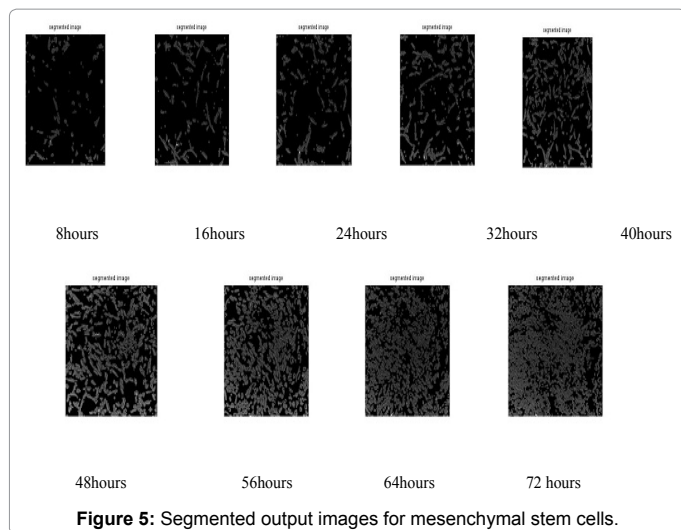 segmented image segmented image segmented image segmented image segmented image
8hours 16hours 24hours 32hours 40hours
segmented image segmented image segmented image segmented image
48hours 56hours 64hours 72 hours
Figure 5: Segmented output images for mesenchymal stem cells.